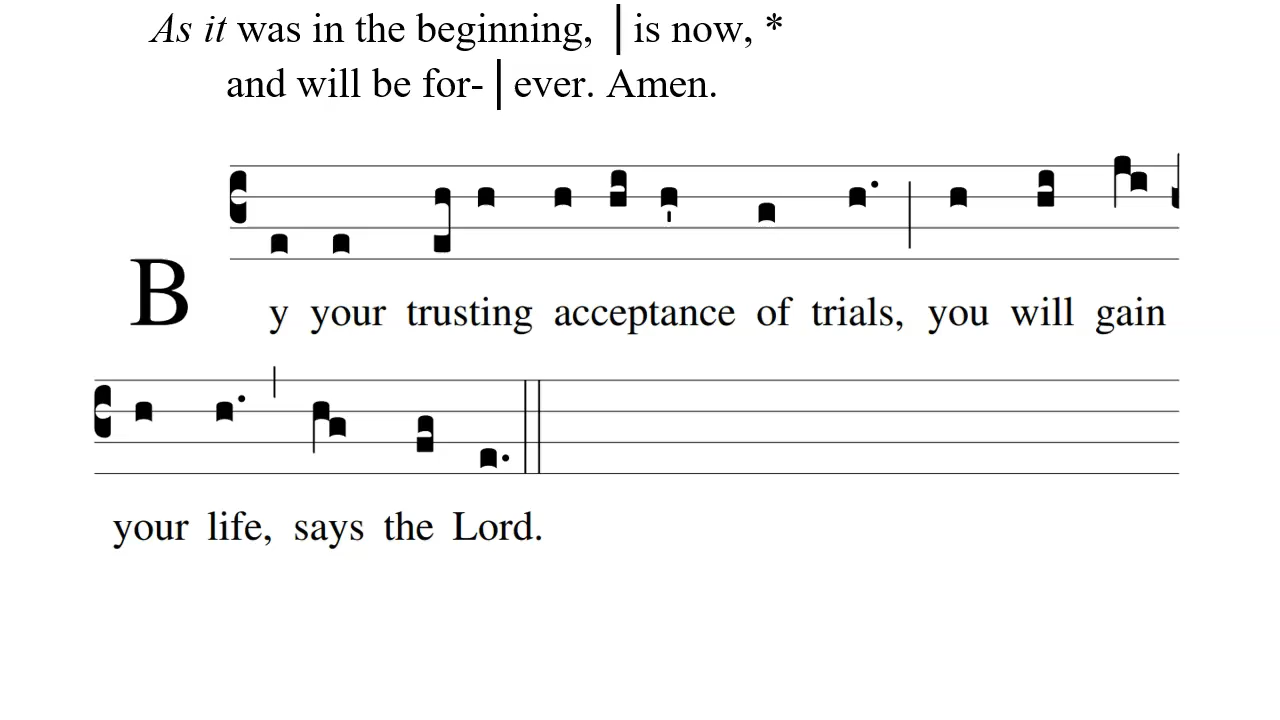 As it was in the beginning, | is now, *
and will be for- | ever. Amen.
By your trusting acceptance of trials, you will gain
your life, says the Lord.